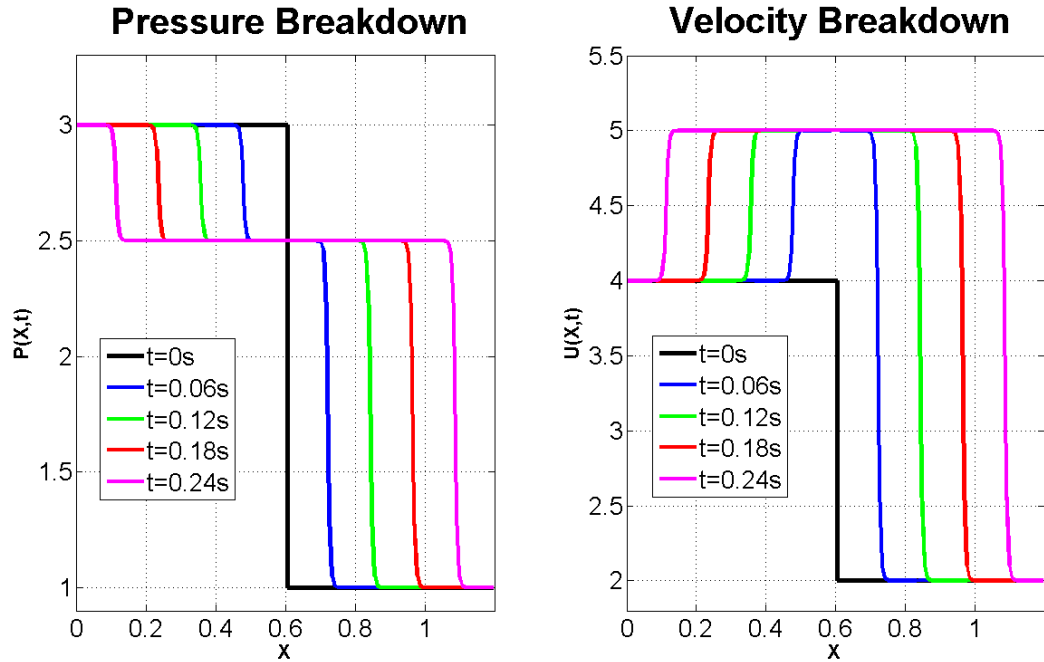 Pressure Breakdown
3
2.5
2
1.5
1
P(X,t)
t=0s
t=0.06s
t=0.12s
t=0.18s
t=0.24s
0 0.2 0.4 0.6 0.8 1
X
Velocity Breakdown
5.5
5
4.5
4
3.5
3
2.5
2
U(X,t)
t=0s
t=0.06s
t=0.12s
t=0.18s
t=0.24s
0 0.2 0.4 0.6 0.8 1
X